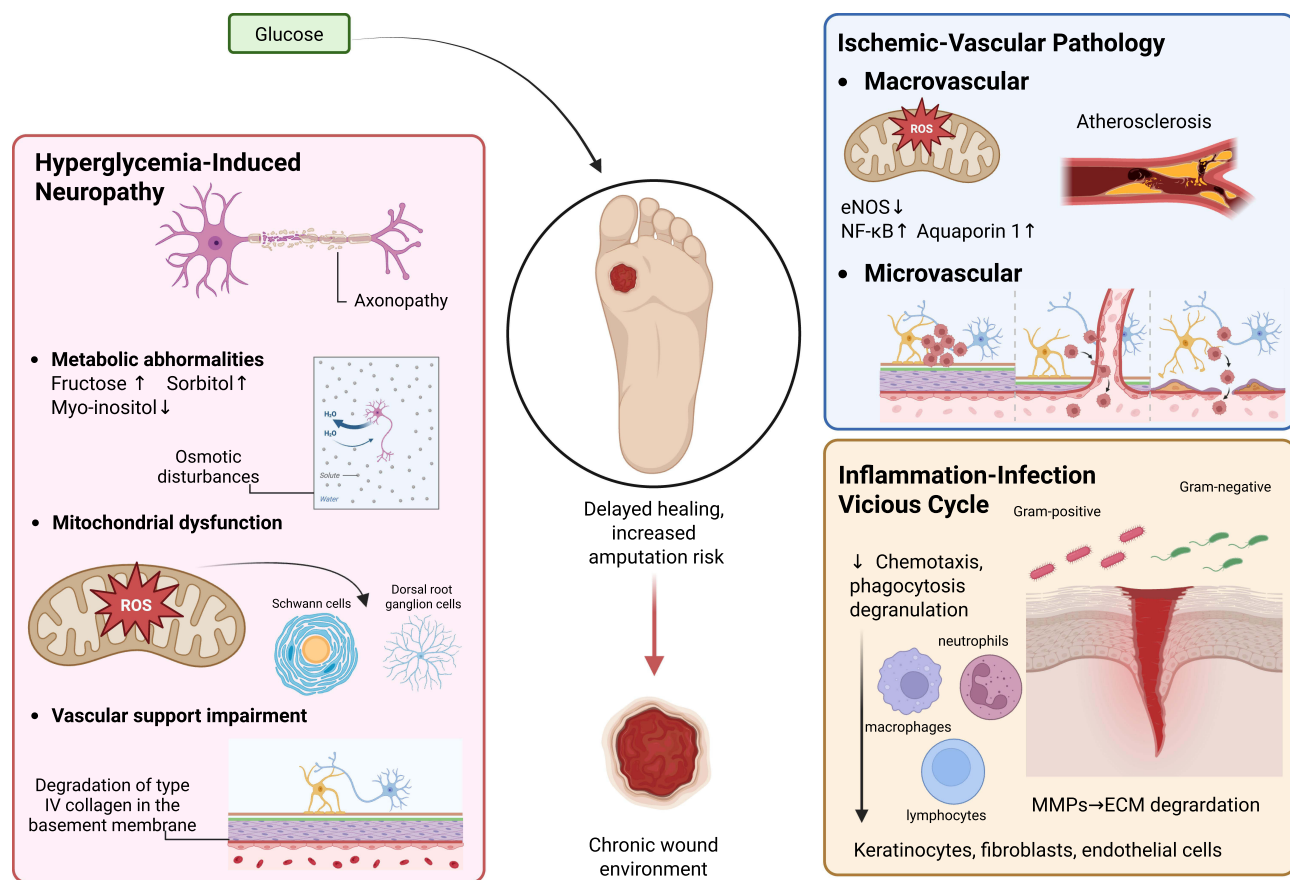 Glucose
Hyperglycemia-Induced
Neuropathy
Axonopathy
• Metabolic abnormalities
Fructose ↑ Sorbitol↑
Myo-inositol↓
H₂O
H₂O
Solute
Water
Osmotic
disturbances
• Mitochondrial dysfunction
ROS
Schwann cells
Dorsal root
ganglion cells
• Vascular support impairment
Degradation of type
IV collagen in the
basement membrane
Delayed healing,
increased
amputation risk
Chronic wound
environment
Ischemic-Vascular Pathology
• Macrovascular
ROS
Atherosclerosis
eNOS↓
NF-κB↑ Aquaporin 1↑
• Microvascular
Inflammation-Infection
Vicious Cycle
Gram-negative
Gram-positive
↓ Chemotaxis,
phagocytosis
degranulation
neutrophils
macrophages
lymphocytes
MMPs→ECM degrardation
Keratinocytes, fibroblasts, endothelial cells